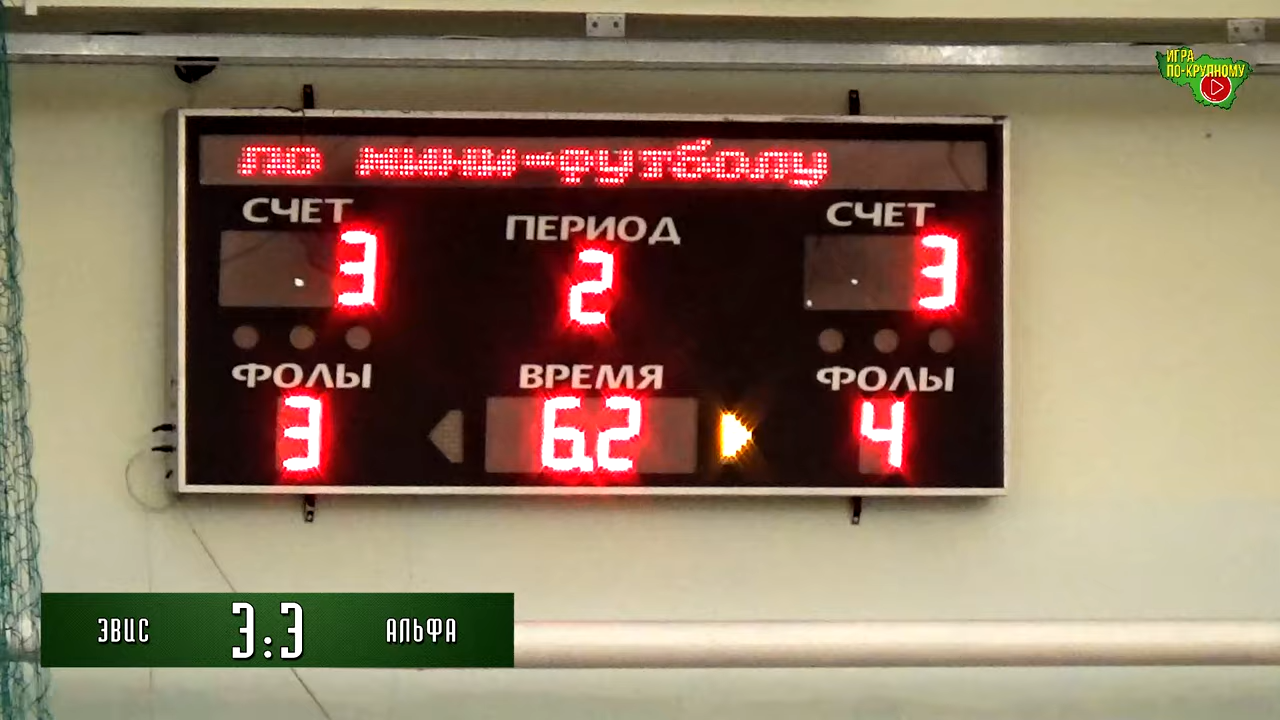 ИГРА
ПО-КРУПНОМУ
по мини-футболу
СЧЕТ ПЕРИОД СЧЕТ
3 2 3
ФОЛЫ ВРЕМЯ ФОЛЫ
3 6.2 4
ЭВИС 3:3 АЛЬФА